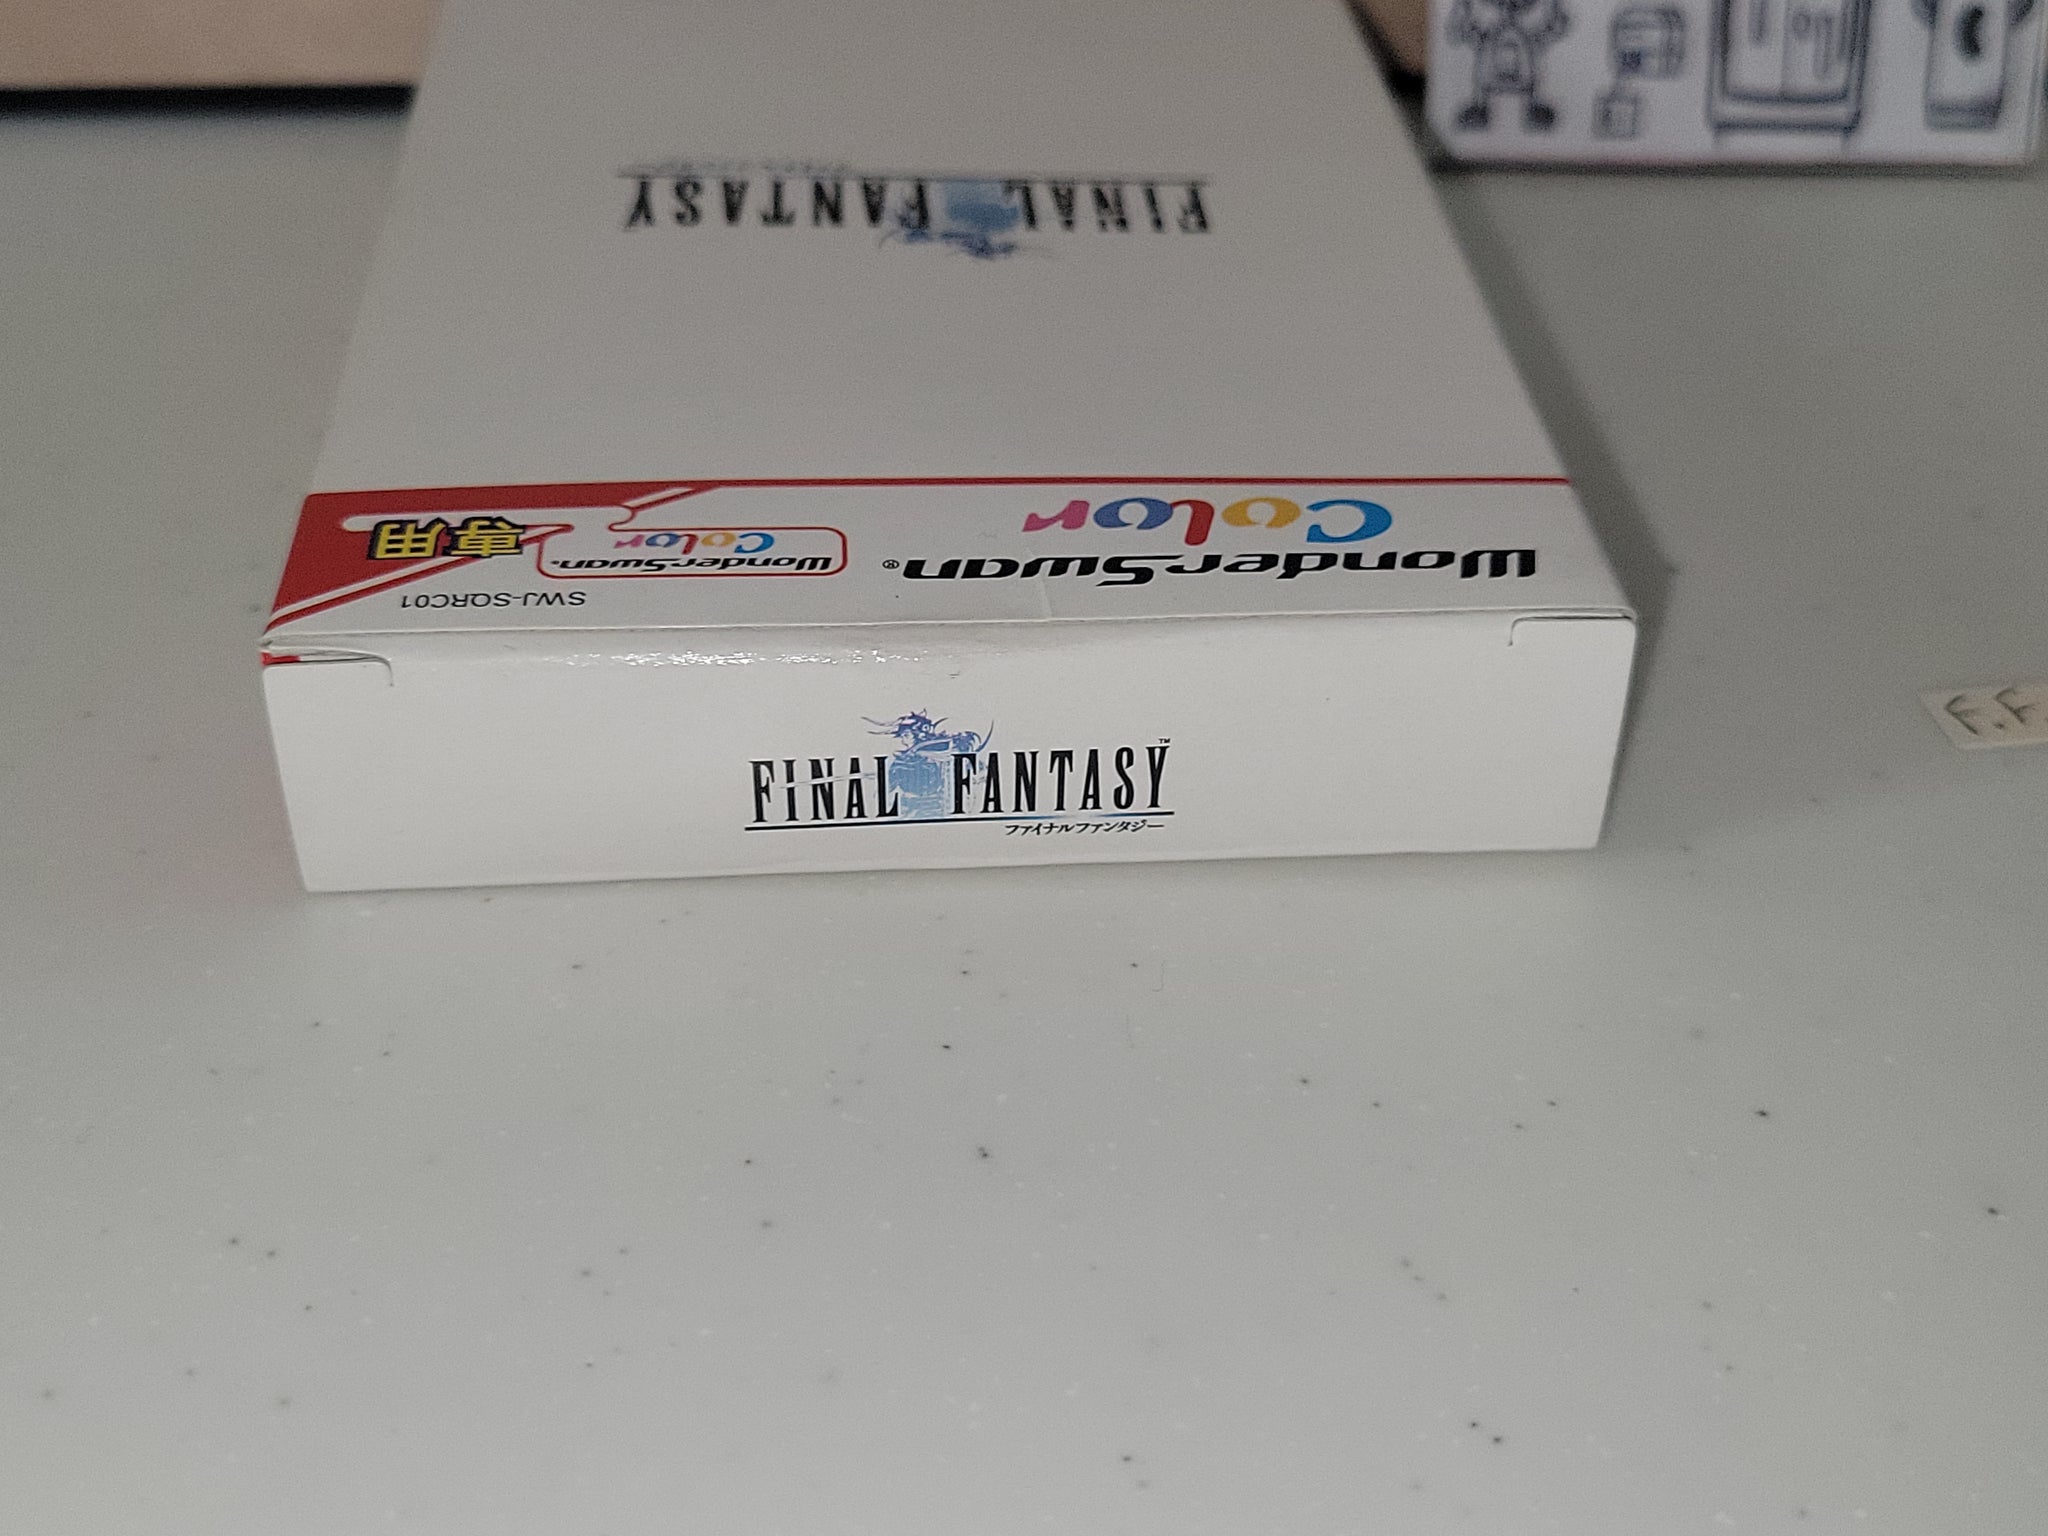 FINAL FANTASY
WonderSwan®
Color
WonderSwan
Color
専用
SWJ-SQRC01
FINAL FANTASY™
ファイナルファンタジー
F.F.